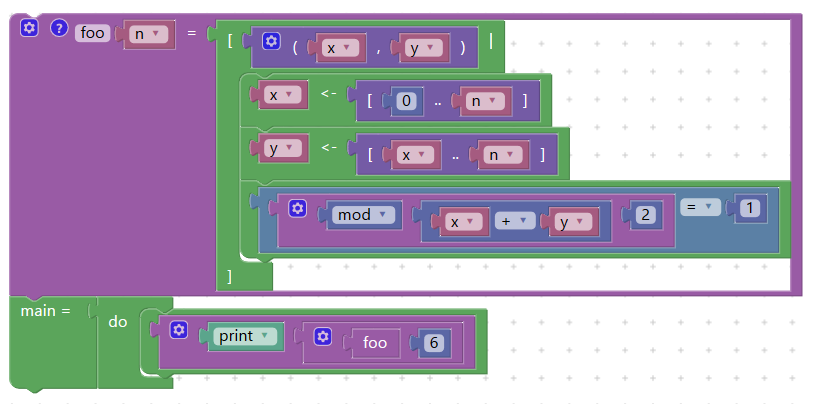 ? foo n = [ ( x , y ) |
x <- [ 0 .. n ]
y <- [ x .. n ]
mod x + y 2 = 1
]
main = do print foo 6